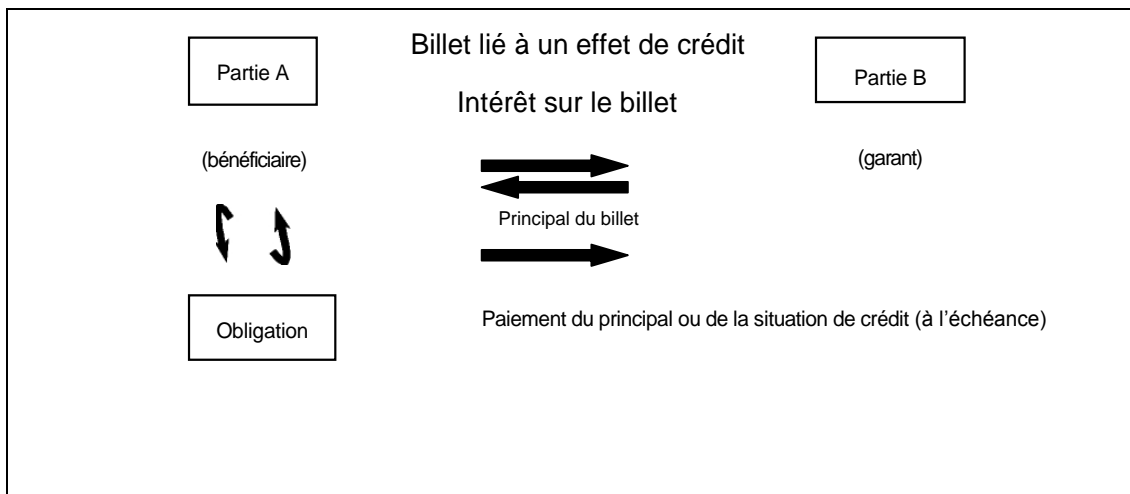 Billet lié à un effet de crédit
Partie A
Partie B
Intérêt sur le billet
(bénéficiaire)
(garant)
Principal du billet
Obligation
Paiement du principal ou de la situation de crédit (à l'échéance)